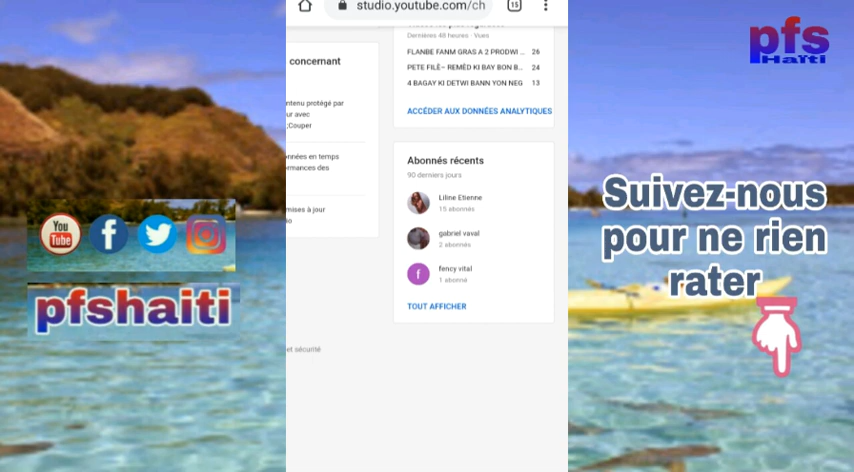 You
Tube
pfshaiti
studio.youtube.com/ch
15
concernant
ntenu protégé par
ur avec
;Couper
onnées en temps
ormances des
mises à jour
et sécurité
Dernières 48 heures · Vues
FLANBE FANM GRAS A 2 PRODWI ... 26
PETE FILÈ– REMÈD KI BAY BON B... 24
4 BAGAY KI DETWI BANN YON NEG 13
ACCÉDER AUX DONNÉES ANALYTIQUES
Abonnés récents
90 derniers jours
Liline Etienne
15 abonnés
gabriel vaval
2 abonnés
f
fency vital
1 abonné
TOUT AFFICHER
pfs
Haïti
Suivez-nous
pour ne rien
rater